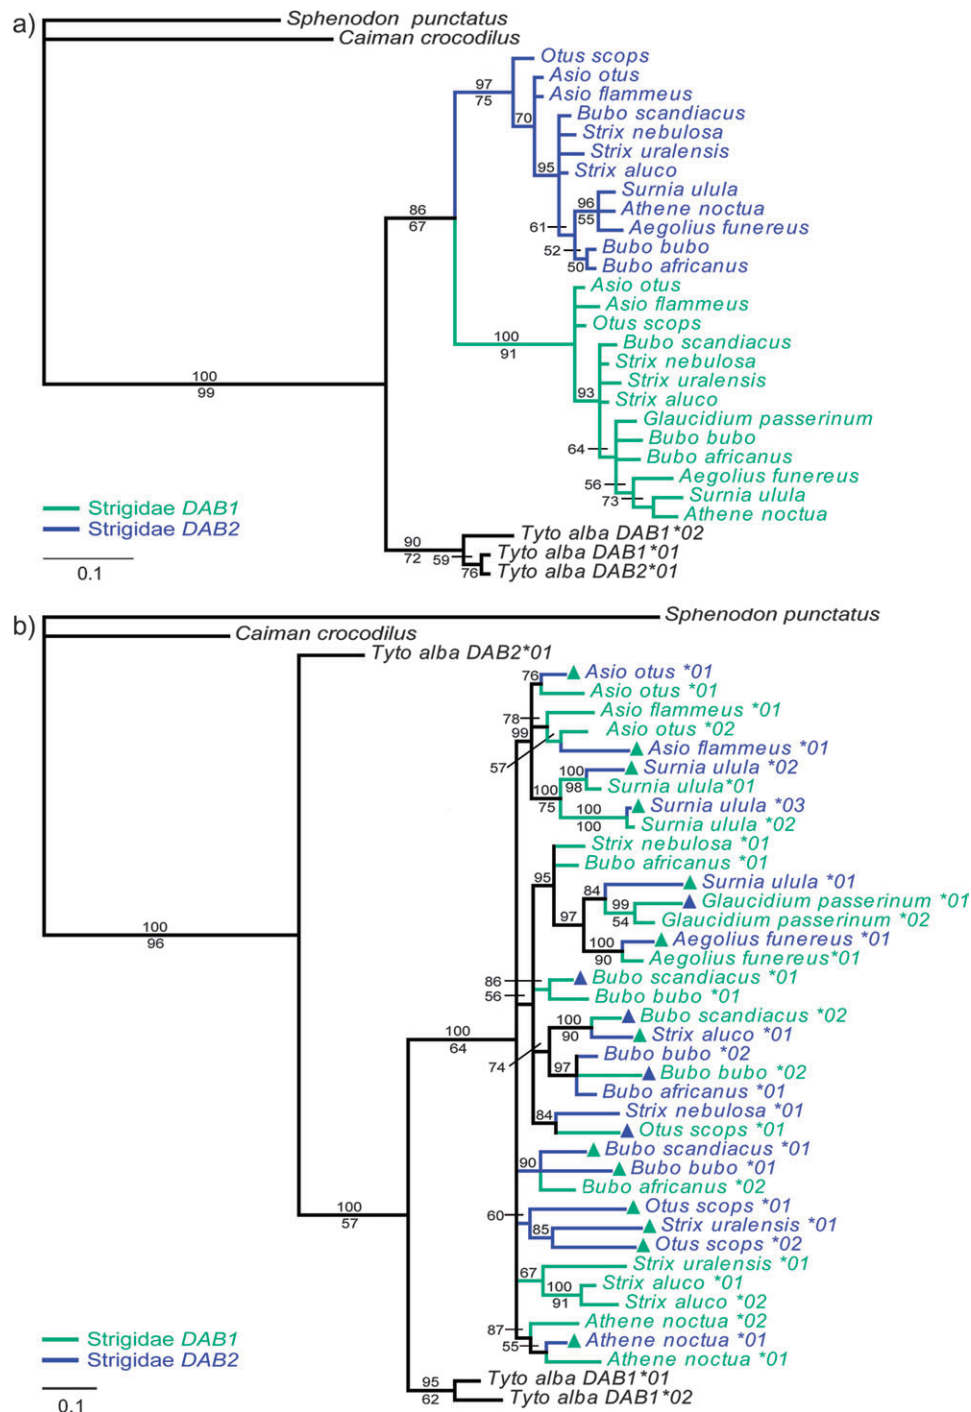 a)
Sphenodon punctatus
Caiman crocodilus
Otus scops
97
75
Asio otus
Asio flammeus
70
Bubo scandiacus
Strix nebulosa
Strix uralensis
95
Strix aluco
Surnia ulula
96
Athene noctua
86
55
67
61
Aegolius funereus
52
Bubo bubo
50
Bubo africanus
Asio otus
Asio flammeus
Otus scops
100
91
Bubo scandiacus
Strix nebulosa
100
99
Strix uralensis
93
Strix aluco
Glaucidium passerinum
Bubo bubo
64
Bubo africanus
Aegolius funereus
56
73
Surnia ulula
Athene noctua
Strigidae DAB1
Strigidae DAB2
0.1
Tyto alba DAB1*02
90
72
59
Tyto alba DAB1*01
76
Tyto alba DAB2*01
b)
Sphenodon punctatus
Caiman crocodilus
Tyto alba DAB2*01
76
Asio otus *01
Asio otus *01
78
Asio flammeus *01
99
Asio otus *02
57
Asio flammeus *01
100
98
Surnia ulula *02
Surnia ulula*01
100
75
100
100
Surnia ulula *03
Surnia ulula *02
Strix nebulosa *01
Bubo africanus *01
95
84
Surnia ulula *01
99
54
Glaucidium passerinum *01
97
Glaucidium passerinum *02
100
90
Aegolius funereus *01
100
96
Aegolius funereus*01
86
56
Bubo scandiacus *01
Bubo bubo *01
100
90
Bubo scandiacus *02
100
64
Strix aluco *01
74
Bubo bubo *02
97
Bubo bubo *02
Bubo africanus *01
84
Strix nebulosa *01
Otus scops *01
Bubo scandiacus *01
90
Bubo bubo *01
Bubo africanus *02
100
57
60
Otus scops *01
85
Strix uralensis *01
Otus scops *02
67
Strix uralensis *01
100
91
Strix aluco *01
Strix aluco *02
87
Athene noctua *02
55
Athene noctua *01
Athene noctua *01
Strigidae DAB1
Strigidae DAB2
0.1
95
62
Tyto alba DAB1*01
Tyto alba DAB1*02